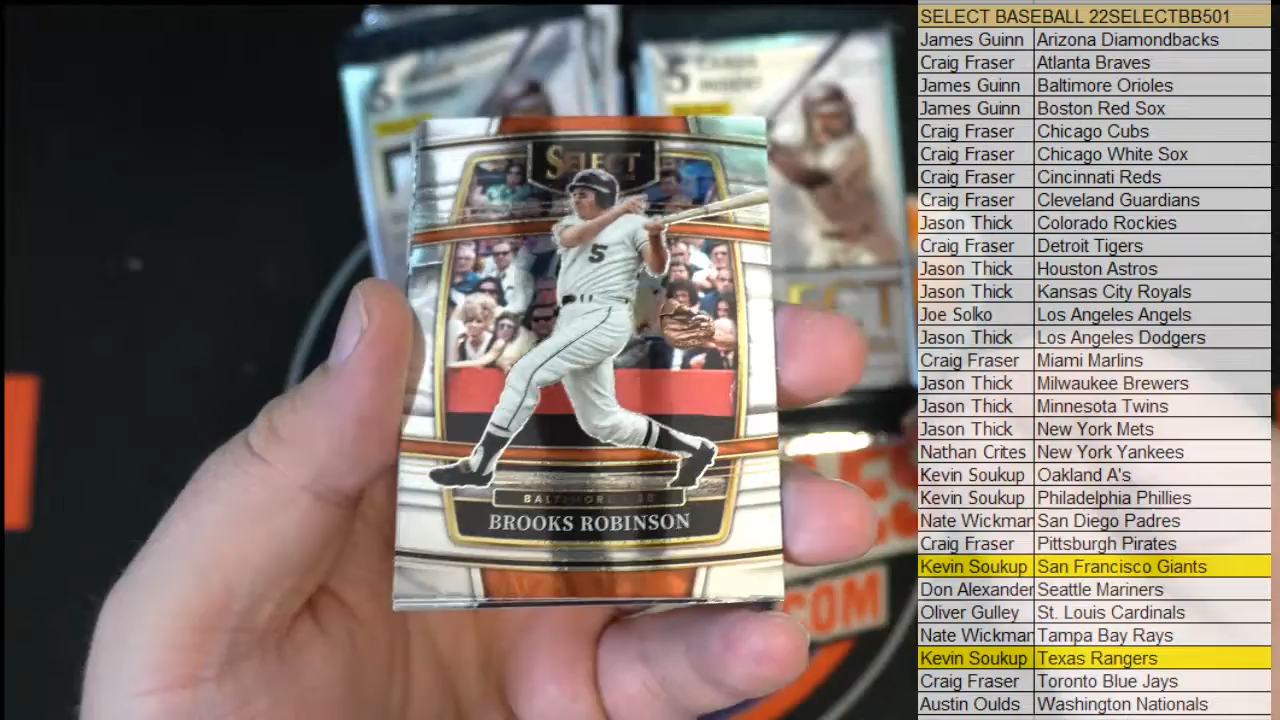 SELECT BASEBALL 22SELECTBB501
James Guinn Arizona Diamondbacks
Craig Fraser Atlanta Braves
James Guinn Baltimore Orioles
James Guinn Boston Red Sox
Craig Fraser Chicago Cubs
Craig Fraser Chicago White Sox
Craig Fraser Cincinnati Reds
Craig Fraser Cleveland Guardians
Jason Thick Colorado Rockies
Craig Fraser Detroit Tigers
Jason Thick Houston Astros
Jason Thick Kansas City Royals
Joe Solko Los Angeles Angels
Jason Thick Los Angeles Dodgers
Craig Fraser Miami Marlins
Jason Thick Milwaukee Brewers
Jason Thick Minnesota Twins
Jason Thick New York Mets
Nathan Crites New York Yankees
Kevin Soukup Oakland A's
Kevin Soukup Philadelphia Phillies
Nate Wickman San Diego Padres
Craig Fraser Pittsburgh Pirates
Kevin Soukup San Francisco Giants
Don Alexander Seattle Mariners
Oliver Gulley St. Louis Cardinals
Nate Wickman Tampa Bay Rays
Kevin Soukup Texas Rangers
Craig Fraser Toronto Blue Jays
Austin Oulds Washington Nationals
5 CARDS
SELECT
5
BROOKS ROBINSON
.COM